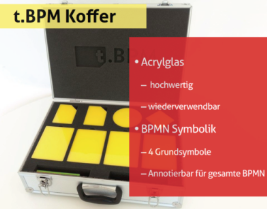 t.BPM Koffer
t.B
• Acrylglas
– hochwertig
– wiederverwendbar
• BPMN Symbolik
– 4 Grundsymbole
– Annotierbar für gesamte BPMN